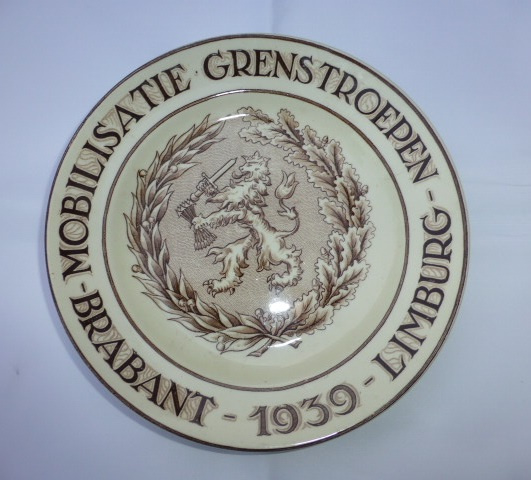 MOBILISATIE GRENSTROEPEN
BRABANT - 1939 - LIMBURG